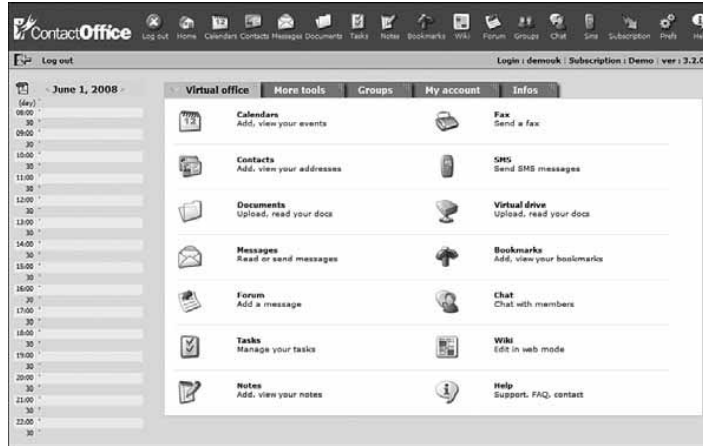 ContactOffice
Log out Home Calendars Contacts Messages Documents Tasks Notes Bookmarks Wiki Forum Groups Chat Sms Subscription Prefs
Log out
Login : demouk | Subscription : Demo | ver : 3.2.
June 1, 2008
Virtual office More tools Groups My account Infos
(day)
08:00
30
09:00
30
10:00
30
11:00
30
12:00
30
13:00
30
14:00
30
15:00
30
16:00
30
17:00
30
18:00
30
19:00
30
20:00
30
21:00
30
22:00
30
Calendars
Add, view your events
Fax
Send a fax
Contacts
Add, view your addresses
SMS
Send SMS messages
Documents
Upload, read your docs
Virtual drive
Upload, read your docs
Messages
Read or send messages
Bookmarks
Add, view your bookmarks
Forum
Add a message
Chat
Chat with members
Tasks
Manage your tasks
Wiki
Edit in web mode
Notes
Add, view your notes
Help
Support, FAQ, contact